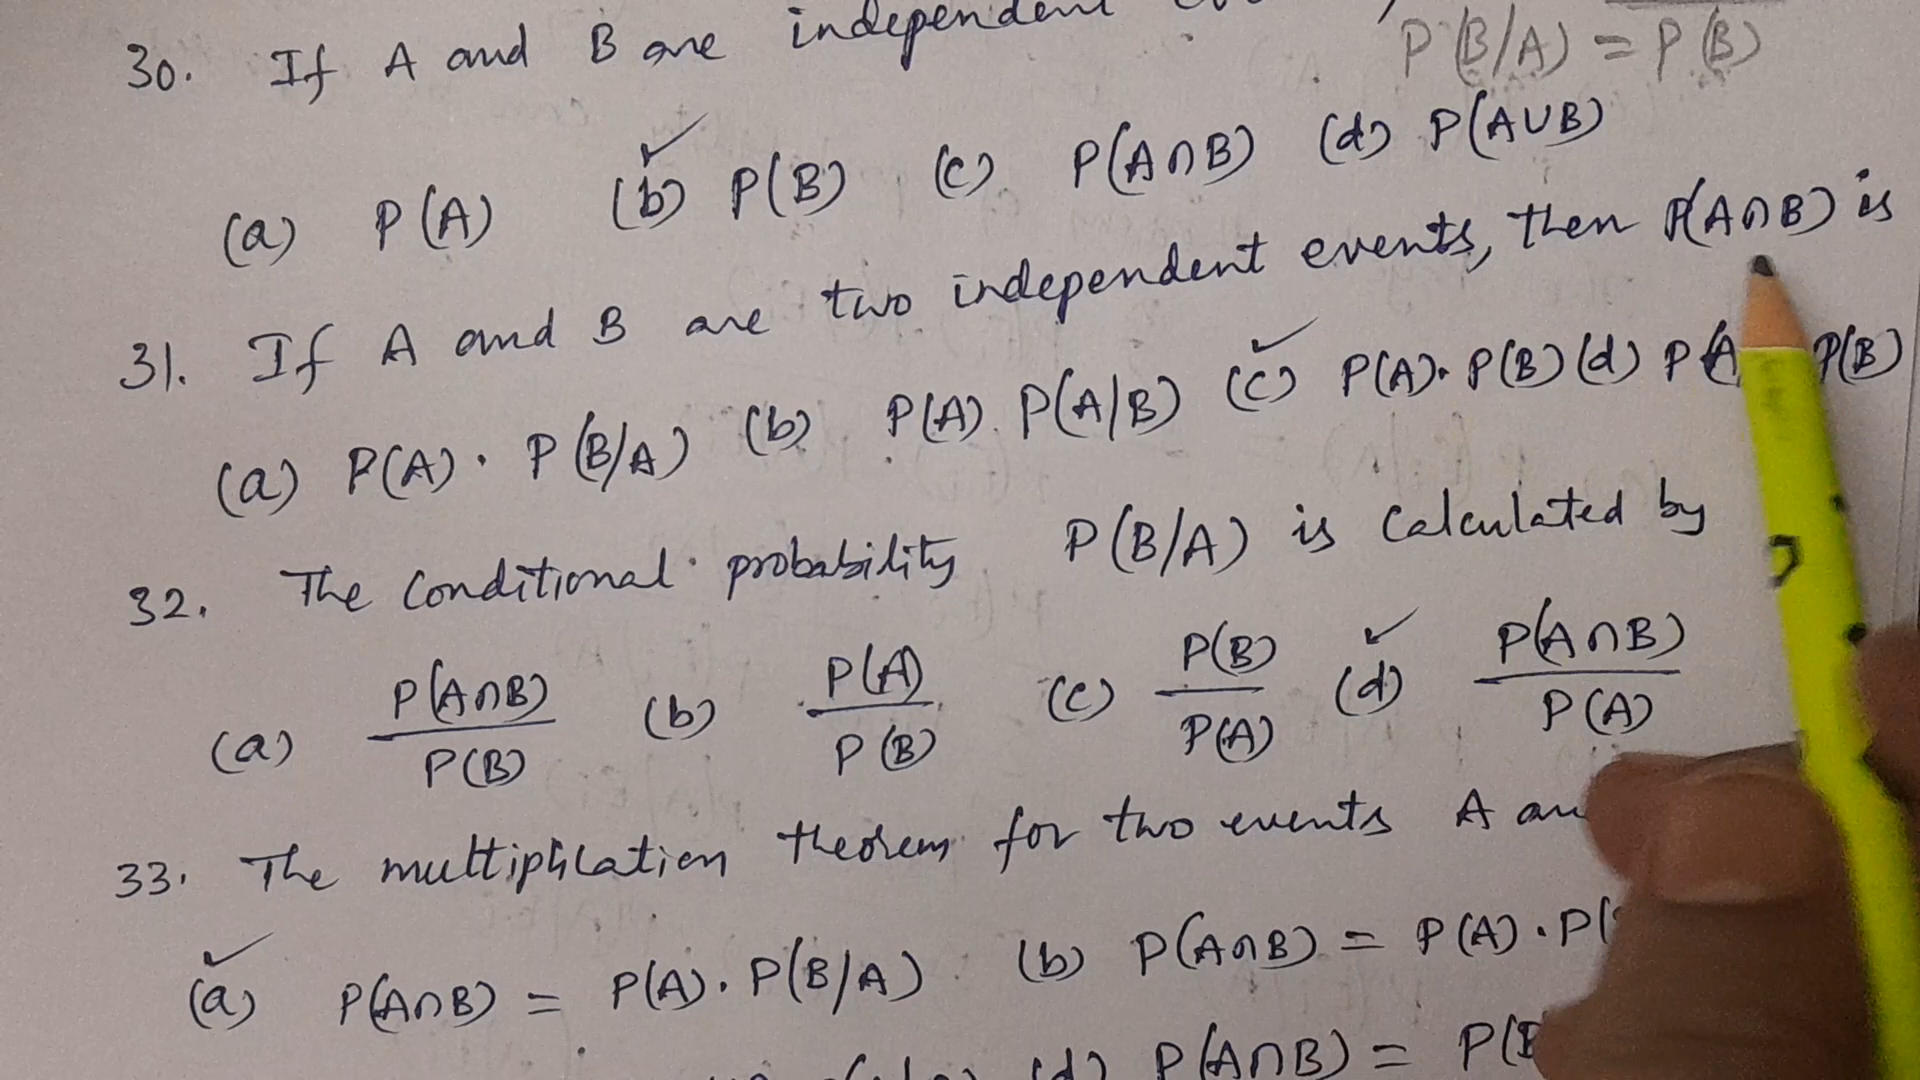 30. If A and B are independent
P(B/A) = P(B)
(a) P(A) (b) P(B) (c) P(A∩B) (d) P(A∪B)
31. If A and B are two independent events, then P(A∩B) is
(a) P(A) · P(B/A) (b) P(A) P(A/B) (c) P(A) · P(B) (d) P(A P(B)
32. The Conditional probability P(B/A) is Calculated by
(a) P(A∩B)/P(B) (b) P(A)/P(B) (c) P(B)/P(A) (d) P(A∩B)/P(A)
33. The multiplication theorem for two events A
(a) P(A∩B) = P(A) · P(B/A) (b) P(A∩B) = P(A) · P(
(d) P(A∩B) = P(B